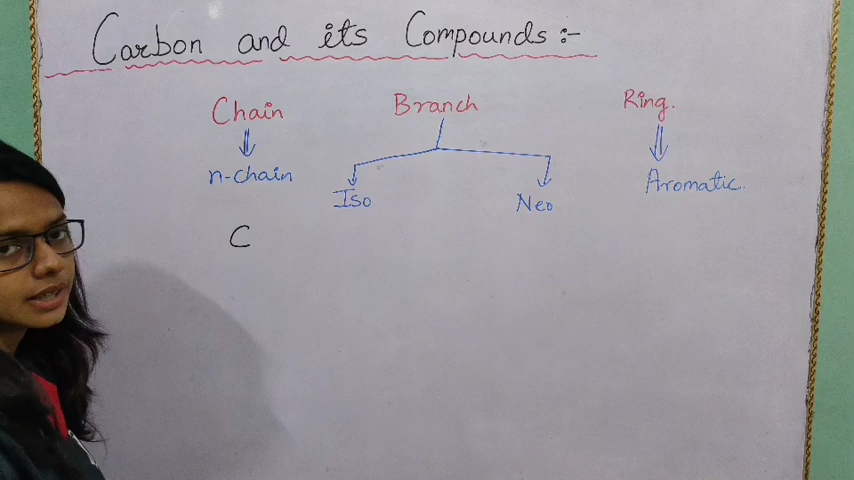 Carbon and its Compounds:-
Chain Branch Ring.
n-chain Iso Neo Aromatic.
C